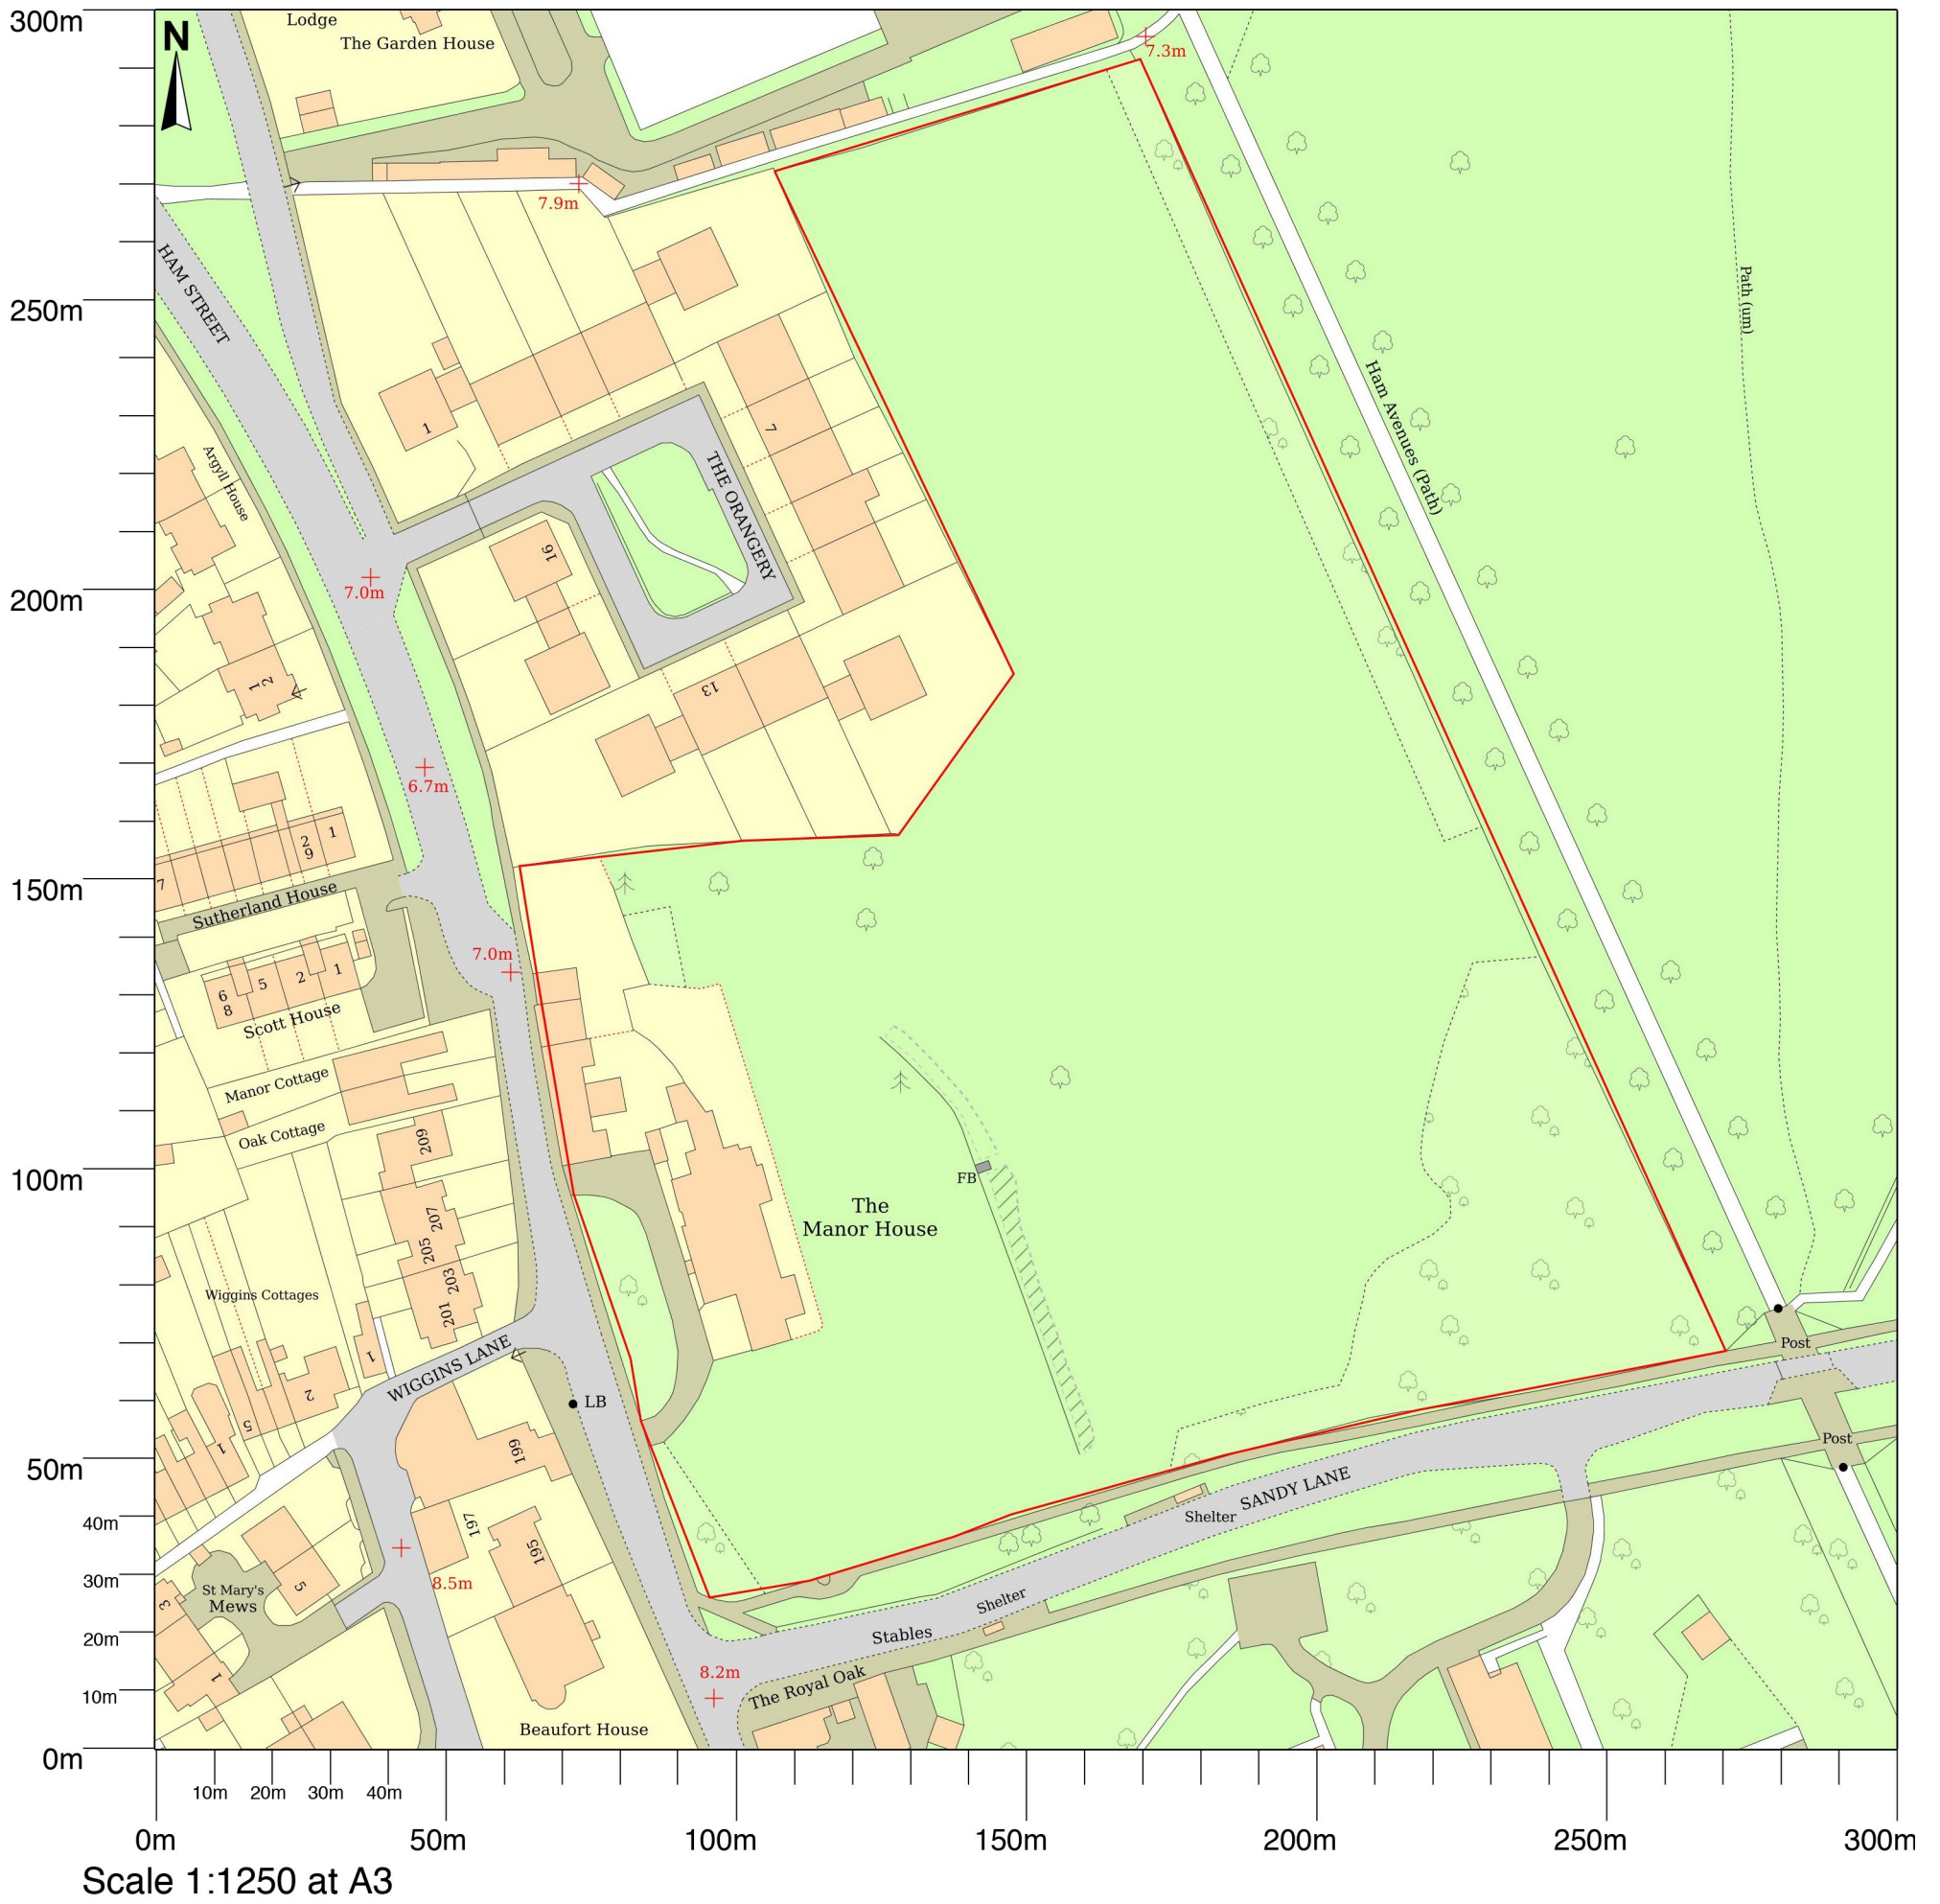 300m
N
Lodge
The Garden House
7.3m
7.9m
250m
HAM STREET
Path (um)
Ham Avenues (Path)
1
7
Argyll House
THE ORANGERY
16
200m
7.0m
1
2
13
6.7m
1
2
9
7
150m
Sutherland House
7.0m
1
2
5
6
8
Scott House
Manor Cottage
Oak Cottage
209
100m
FB
The
Manor House
207
205
203
201
Wiggins Cottages
Post
1
WIGGINS LANE
2
5
1
LB
199
50m
Post
SANDY LANE
Shelter
40m
197
195
30m
8.5m
5
St Mary's
Mews
3
Shelter
20m
Stables
8.2m
The Royal Oak
1
10m
Beaufort House
0m
10m 20m 30m 40m
0m 50m 100m 150m 200m 250m 300m
Scale 1:1250 at A3